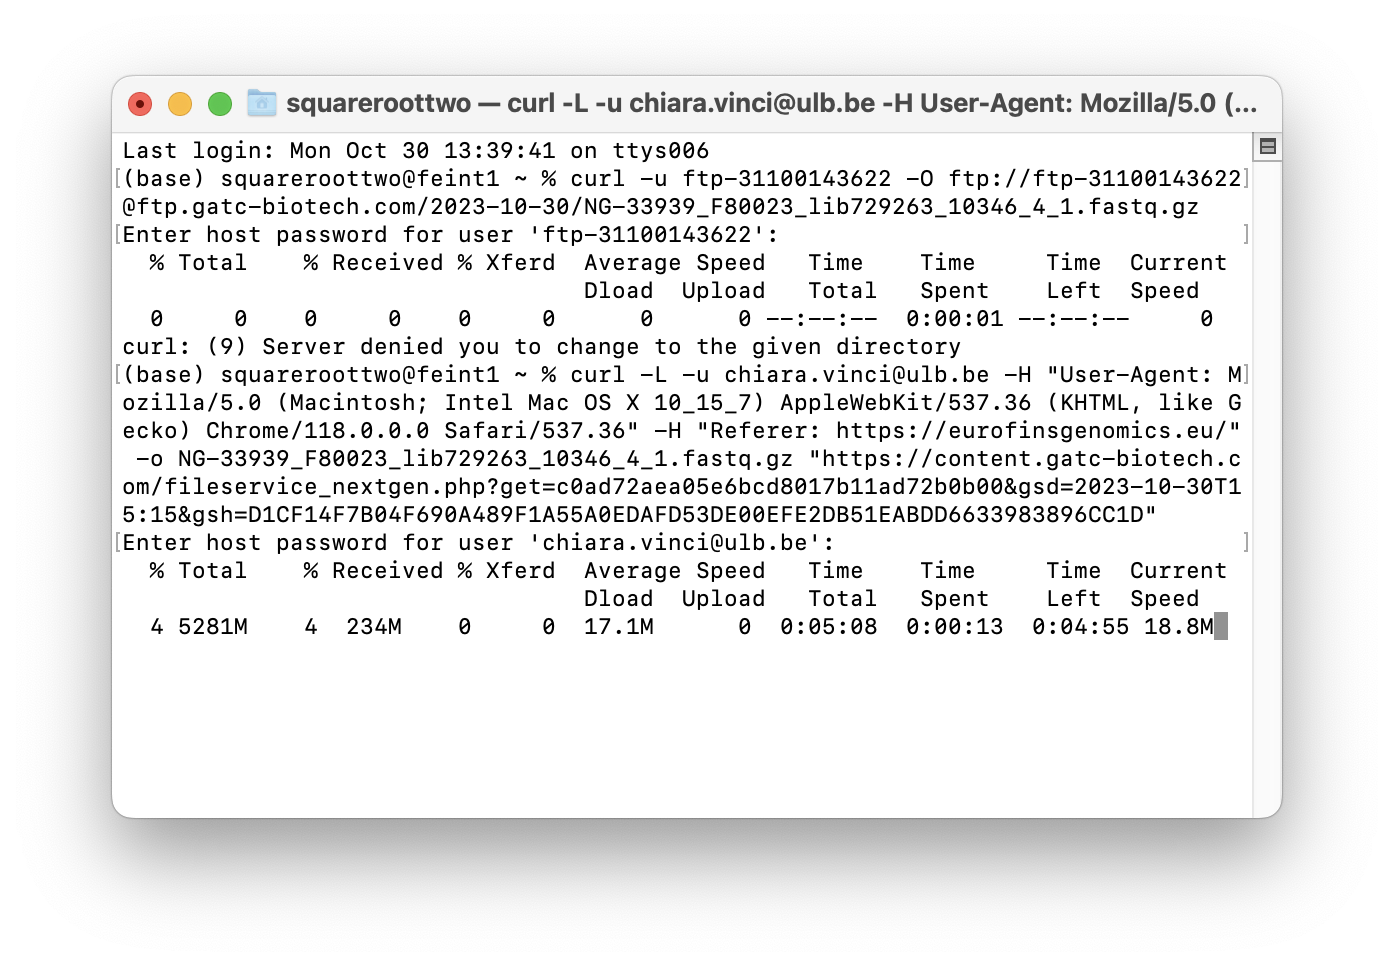 squareroottwo — curl -L -u chiara.vinci@ulb.be -H User-Agent: Mozilla/5.0 (...
Last login: Mon Oct 30 13:39:41 on ttys006
[(base) squareroottwo@feint1 ~ % curl -u ftp-31100143622 -O ftp://ftp-31100143622]
@ftp.gatc-biotech.com/2023-10-30/NG-33939_F80023_lib729263_10346_4_1.fastq.gz
[Enter host password for user 'ftp-31100143622': ]
  % Total    % Received % Xferd  Average Speed   Time    Time     Time  Current
                                 Dload  Upload   Total   Spent    Left  Speed
  0     0    0     0    0     0      0      0 --:--:--  0:00:01 --:--:--     0
curl: (9) Server denied you to change to the given directory
[(base) squareroottwo@feint1 ~ % curl -L -u chiara.vinci@ulb.be -H "User-Agent: M]
ozilla/5.0 (Macintosh; Intel Mac OS X 10_15_7) AppleWebKit/537.36 (KHTML, like G
ecko) Chrome/118.0.0.0 Safari/537.36" -H "Referer: https://eurofinsgenomics.eu/"
 -o NG-33939_F80023_lib729263_10346_4_1.fastq.gz "https://content.gatc-biotech.c
om/fileservice_nextgen.php?get=c0ad72aea05e6bcd8017b11ad72b0b00&gsd=2023-10-30T1
5:15&gsh=D1CF14F7B04F690A489F1A55A0EDAFD53DE00EFE2DB51EABDD6633983896CC1D"
[Enter host password for user 'chiara.vinci@ulb.be': ]
  % Total    % Received % Xferd  Average Speed   Time    Time     Time  Current
                                 Dload  Upload   Total   Spent    Left  Speed
  4 5281M    4  234M    0     0  17.1M      0  0:05:08  0:00:13  0:04:55 18.8M